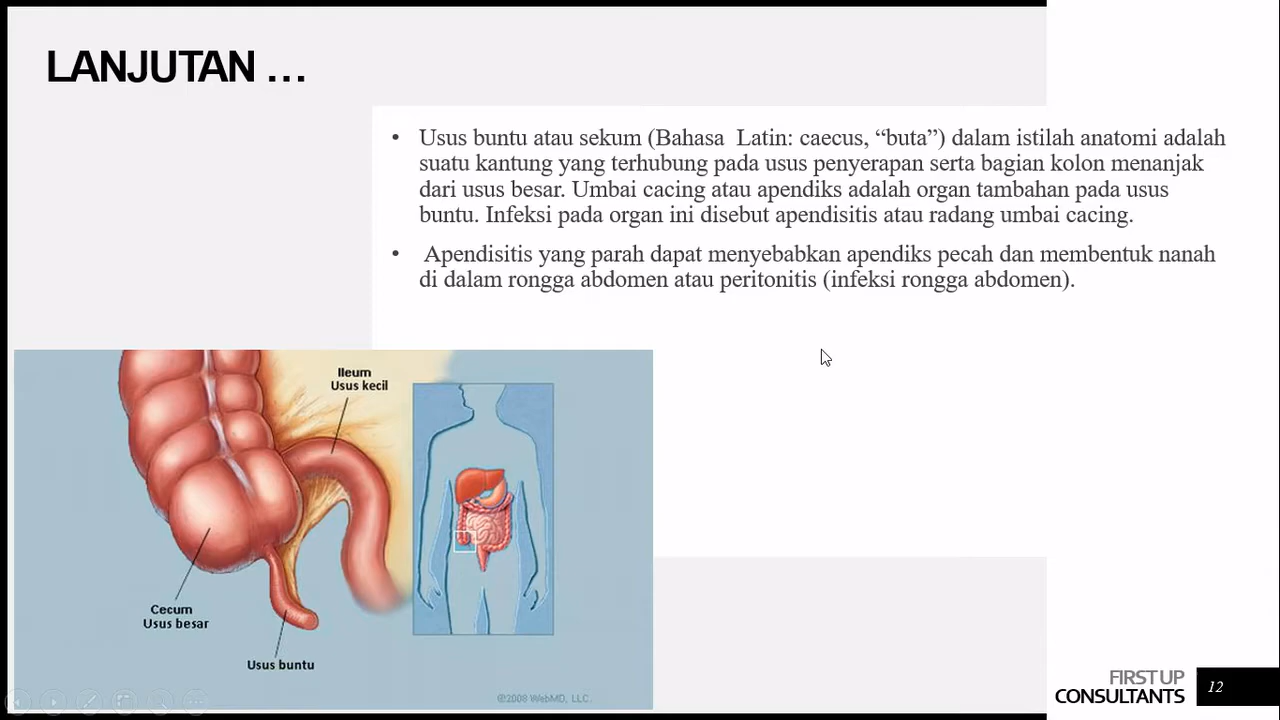 LANJUTAN ...
• Usus buntu atau sekum (Bahasa Latin: caecus, “buta”) dalam istilah anatomi adalah
suatu kantung yang terhubung pada usus penyerapan serta bagian kolon menanjak
dari usus besar. Umbai cacing atau apendiks adalah organ tambahan pada usus
buntu. Infeksi pada organ ini disebut apendisitis atau radang umbai cacing.
• Apendisitis yang parah dapat menyebabkan apendiks pecah dan membentuk nanah
di dalam rongga abdomen atau peritonitis (infeksi rongga abdomen).
Ileum
Usus kecil
Cecum
Usus besar
Usus buntu
©2008 WebMD, LLC.
FIRST UP
CONSULTANTS
12